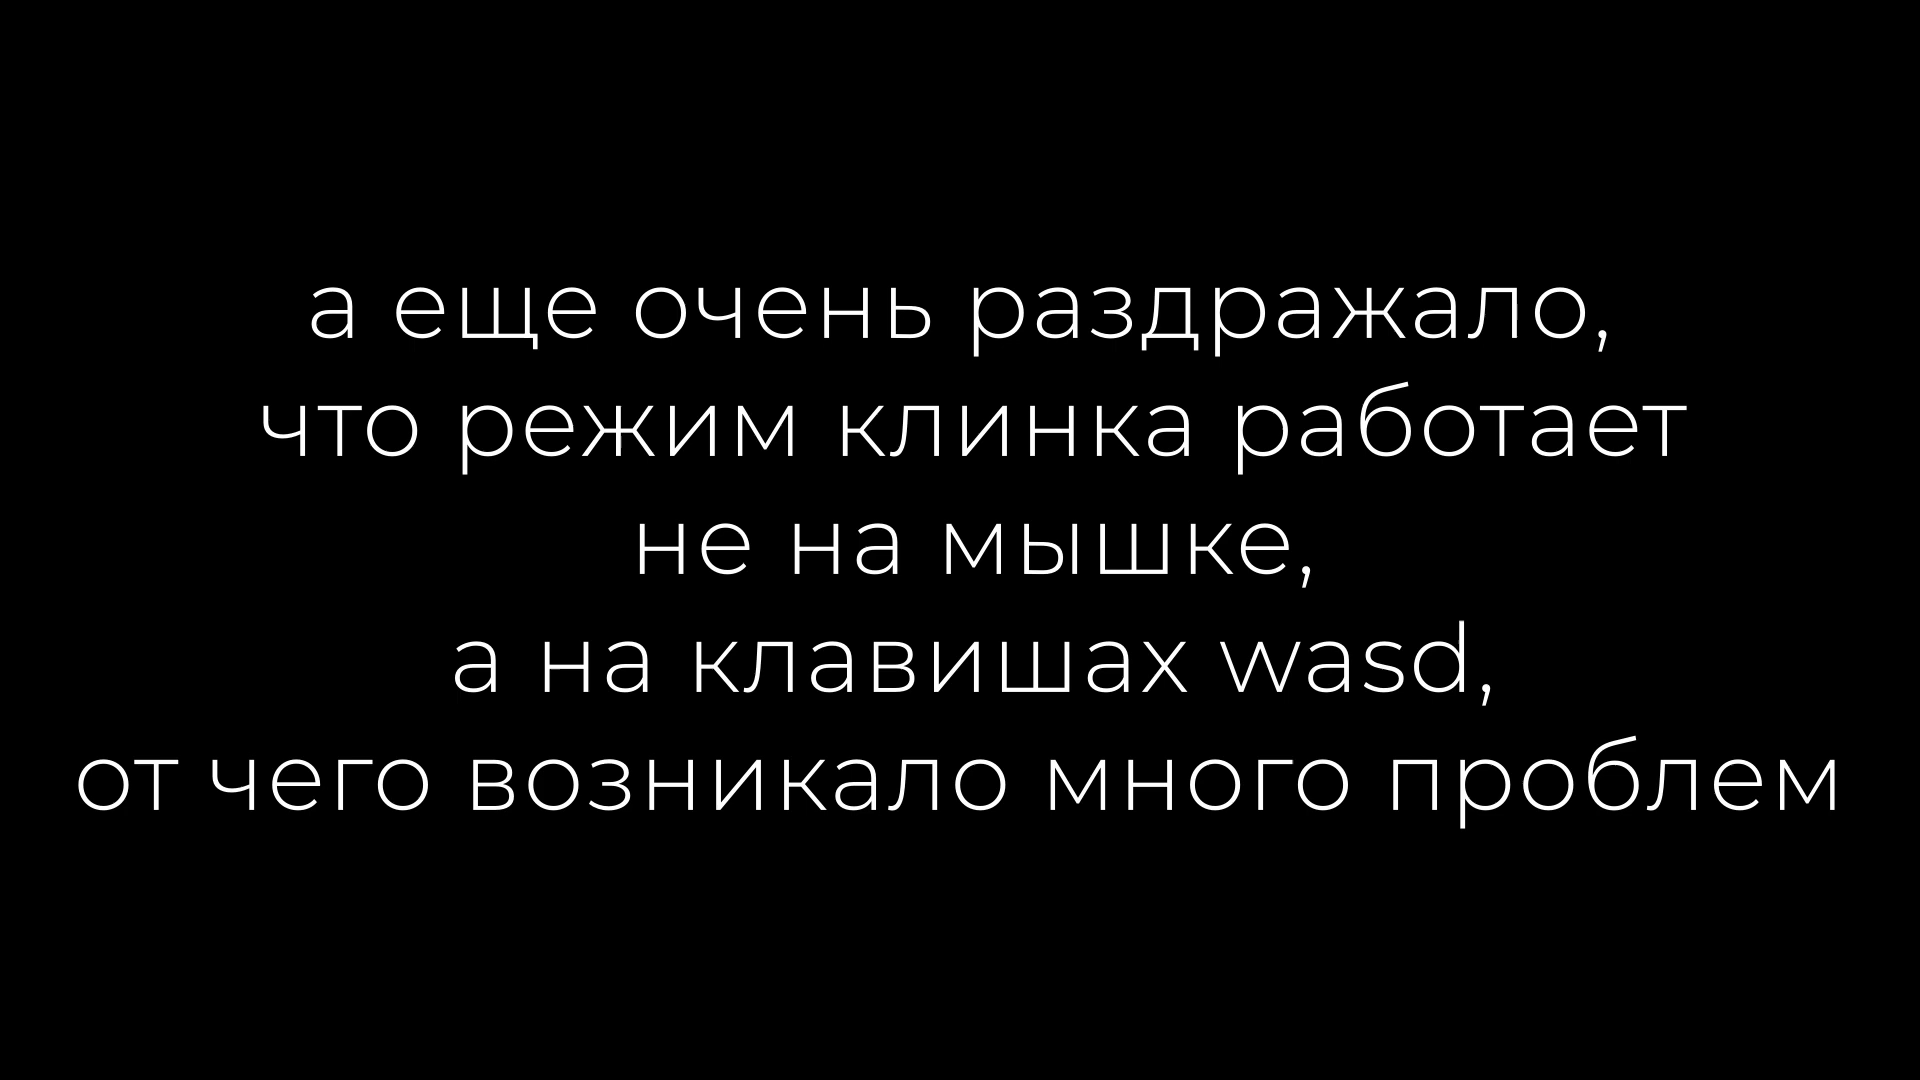 а еще очень раздражало,
что режим клинка работает
не на мышке,
а на клавишах wasd,
от чего возникало много проблем